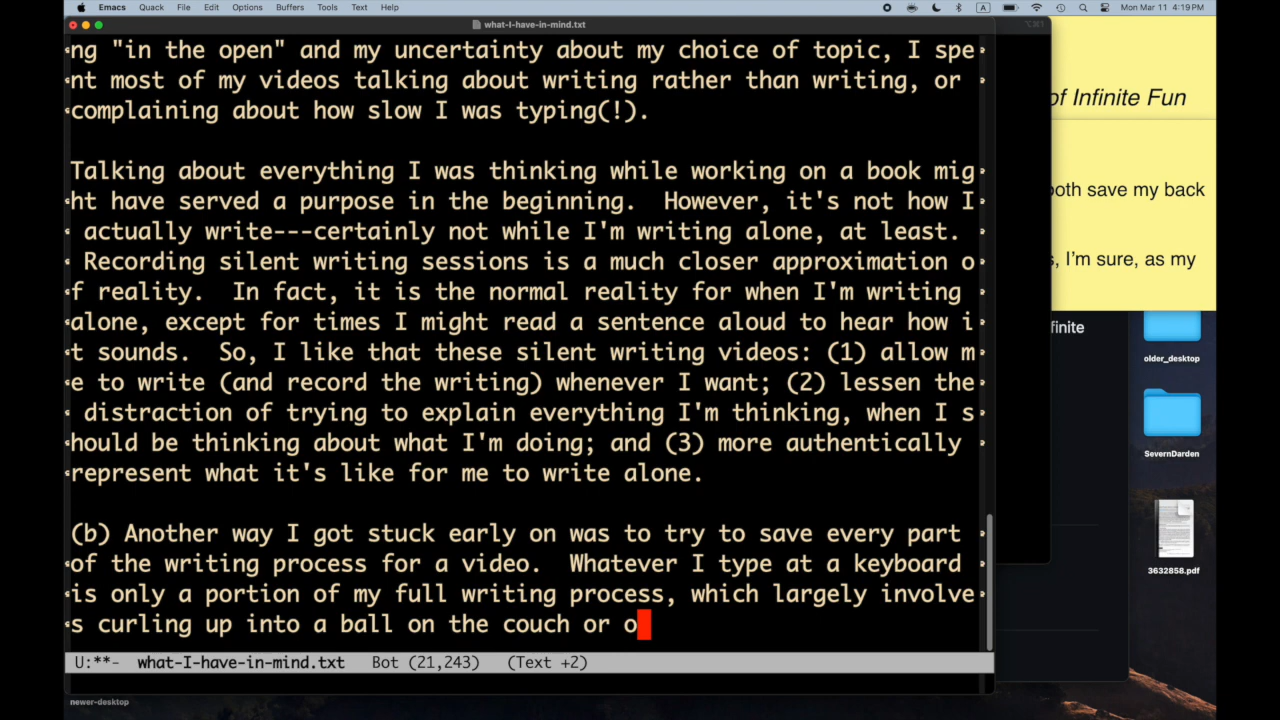 Emacs Quack File Edit Options Buffers Tools Text Help A Mon Mar 11 4:19 PM
what-I-have-in-mind.txt
⌥⌘1
ng "in the open" and my uncertainty about my choice of topic, I spe
nt most of my videos talking about writing rather than writing, or
complaining about how slow I was typing(!).
Talking about everything I was thinking while working on a book mig
ht have served a purpose in the beginning.  However, it's not how I
actually write---certainly not while I'm writing alone, at least.
Recording silent writing sessions is a much closer approximation o
f reality.  In fact, it is the normal reality for when I'm writing
alone, except for times I might read a sentence aloud to hear how i
t sounds.  So, I like that these silent writing videos: (1) allow m
e to write (and record the writing) whenever I want; (2) lessen the
distraction of trying to explain everything I'm thinking, when I s
hould be thinking about what I'm doing; and (3) more authentically
represent what it's like for me to write alone.
(b) Another way I got stuck early on was to try to save every part
of the writing process for a video.  Whatever I type at a keyboard
is only a portion of my full writing process, which largely involve
s curling up into a ball on the couch or o
U:**-  what-I-have-in-mind.txt   Bot (21,243)   (Text +2)
of Infinite Fun
both save my back
s, I'm sure, as my
finite
older_desktop
SevernDarden
3632858.pdf
newer-desktop